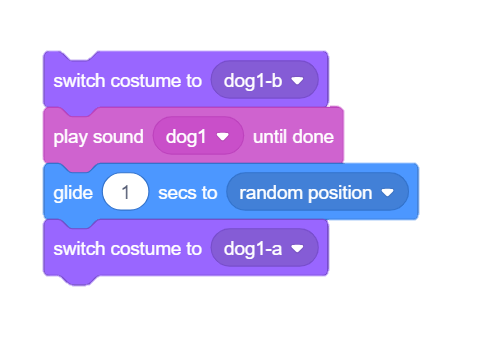 switch costume to dog1-b
play sound dog1 until done
glide 1 secs to random position
switch costume to dog1-a